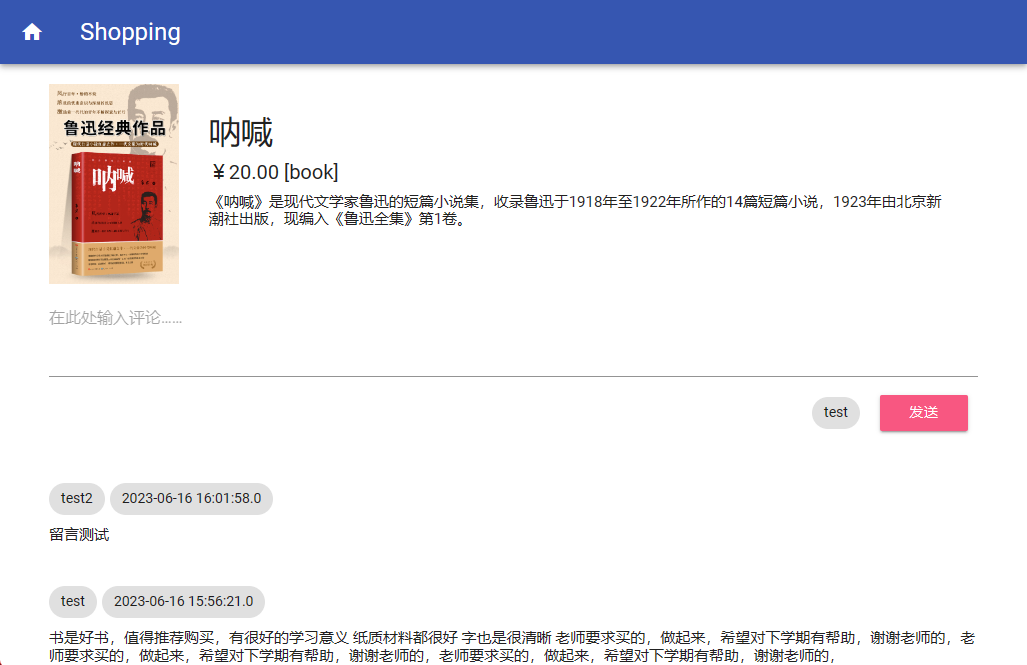 Shopping
鲁迅经典作品
呐喊
呐喊
￥20.00 [book]
《呐喊》是现代文学家鲁迅的短篇小说集，收录鲁迅于1918年至1922年所作的14篇短篇小说，1923年由北京新
潮社出版，现编入《鲁迅全集》第1卷。
在此处输入评论……
test
发送
test2
2023-06-16 16:01:58.0
留言测试
test
2023-06-16 15:56:21.0
书是好书，值得推荐购买，有很好的学习意义 纸质材料都很好 字也是很清晰 老师要求买的，做起来，希望对下学期有帮助，谢谢老师的，老
师要求买的，做起来，希望对下学期有帮助，谢谢老师的，老师要求买的，做起来，希望对下学期有帮助，谢谢老师的，